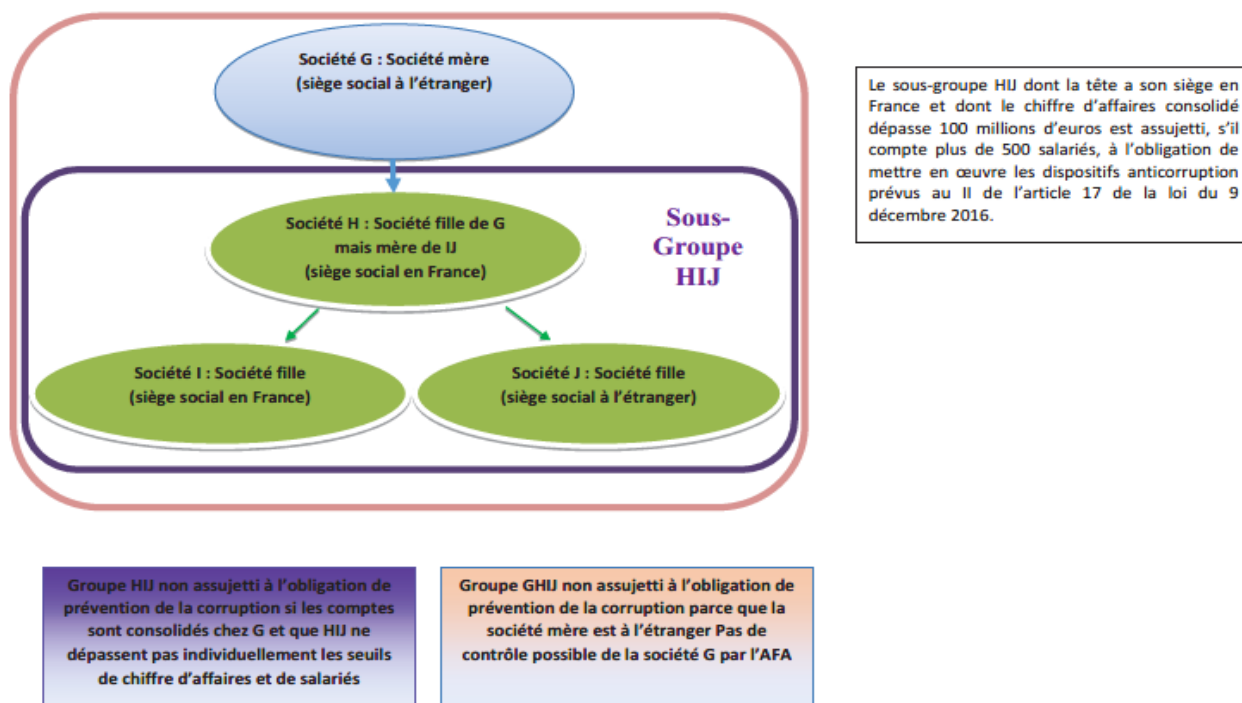 Société G : Société mère
(siège social à l'étranger)
Le sous-groupe HIJ dont la tête a son siège en
France et dont le chiffre d'affaires consolidé
dépasse 100 millions d'euros est assujetti, s'il
compte plus de 500 salariés, à l'obligation de
mettre en œuvre les dispositifs anticorruption
prévus au II de l'article 17 de la loi du 9
décembre 2016.
Société H : Société fille de G
mais mère de IJ
(siège social en France)
Sous-
Groupe
HIJ
Société I : Société fille
(siège social en France)
Société J : Société fille
(siège social à l'étranger)
Groupe HIJ non assujetti à l'obligation de
prévention de la corruption si les comptes
sont consolidés chez G et que HIJ ne
dépassent pas individuellement les seuils
de chiffre d'affaires et de salariés
Groupe GHIJ non assujetti à l'obligation de
prévention de la corruption parce que la
société mère est à l'étranger Pas de
contrôle possible de la société G par l'AFA